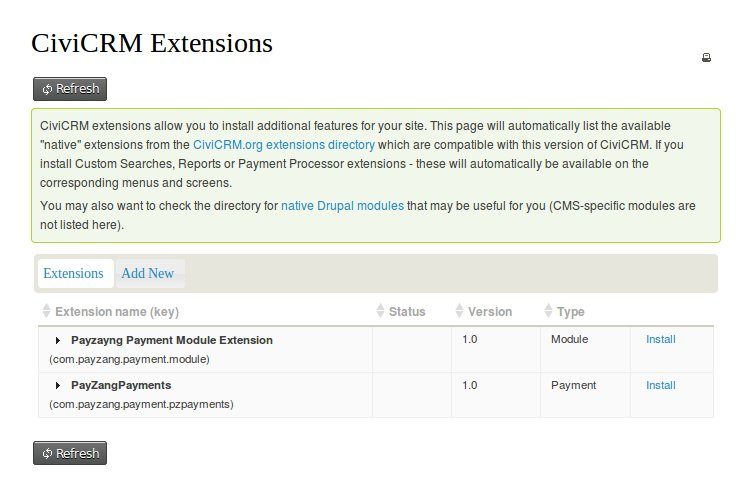 CiviCRM Extensions
Refresh
CiviCRM extensions allow you to install additional features for your site. This page will automatically list the available
"native" extensions from the CiviCRM.org extensions directory which are compatible with this version of CiviCRM. If you
install Custom Searches, Reports or Payment Processor extensions - these will automatically be available on the
corresponding menus and screens.
You may also want to check the directory for native Drupal modules that may be useful for you (CMS-specific modules are
not listed here).
Extensions Add New
Extension name (key) Status Version Type
Payzayng Payment Module Extension 1.0 Module Install
(com.payzang.payment.module)
PayZangPayments 1.0 Payment Install
(com.payzang.payment.pzpayments)
Refresh